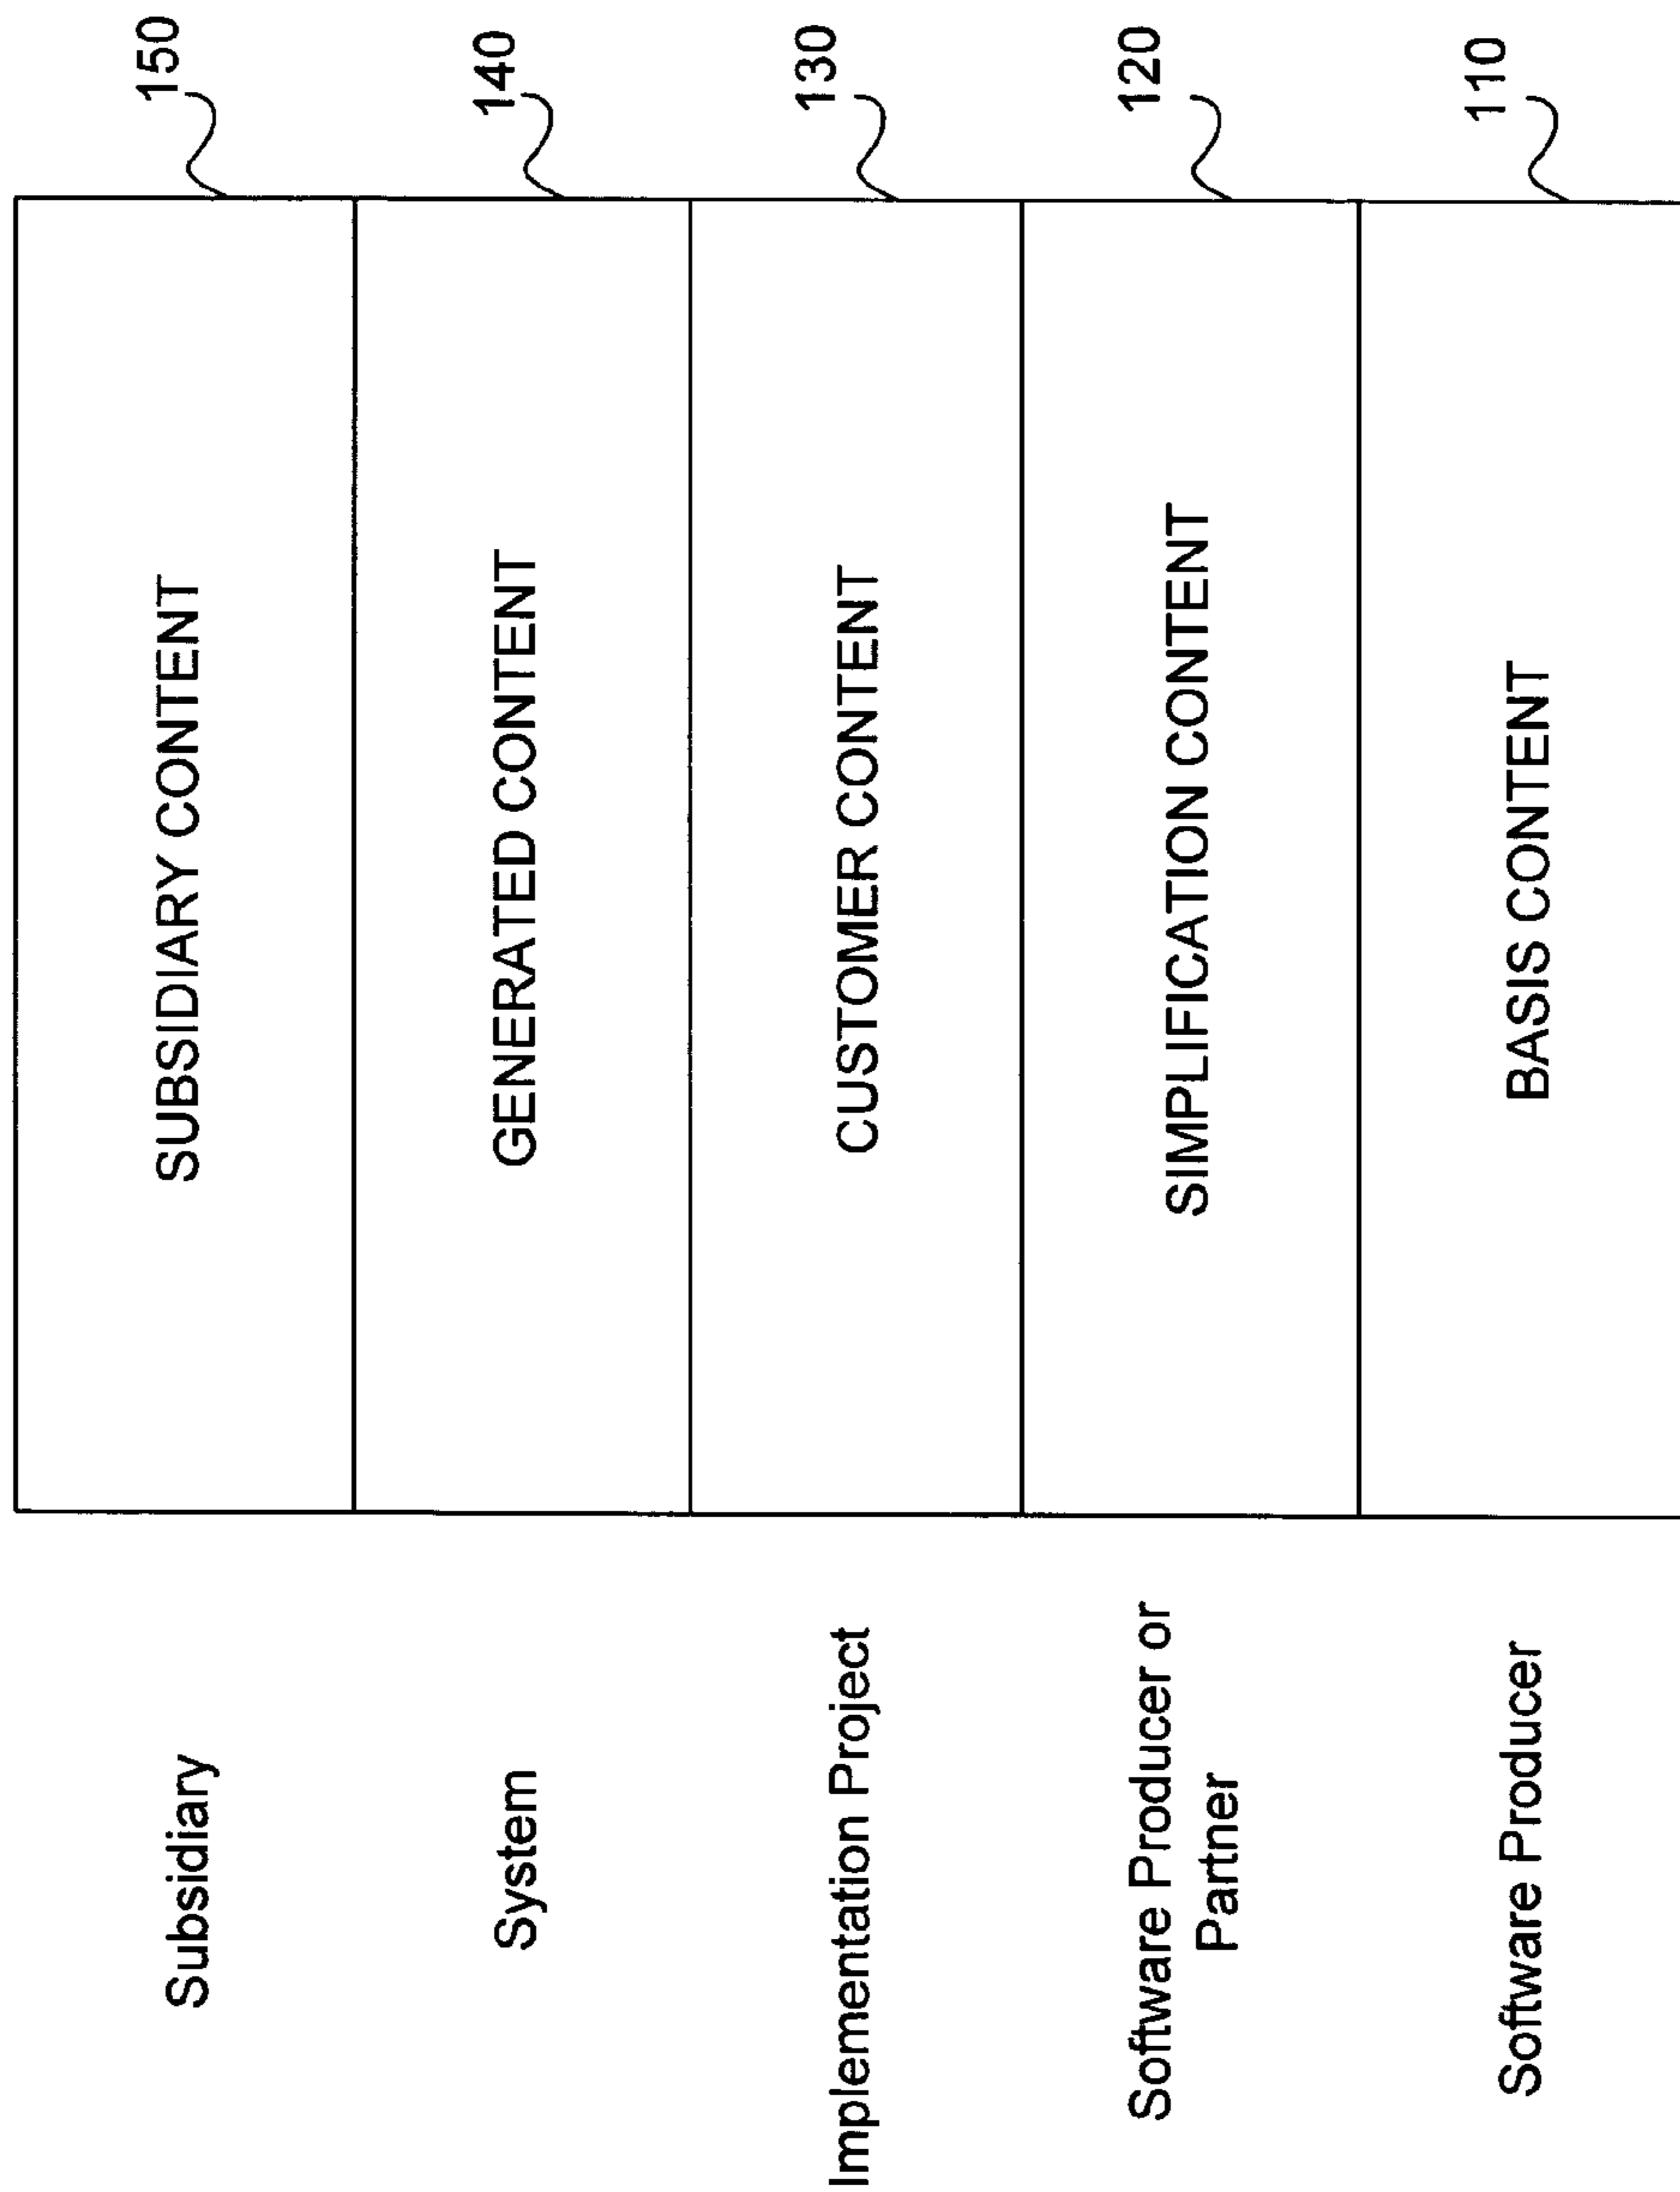 Subsidiary
SUBSIDIARY CONTENT
150
System
GENERATED CONTENT
140
Implementation Project
CUSTOMER CONTENT
130
Software Producer or
Partner
SIMPLIFICATION CONTENT
120
Software Producer
BASIS CONTENT
110